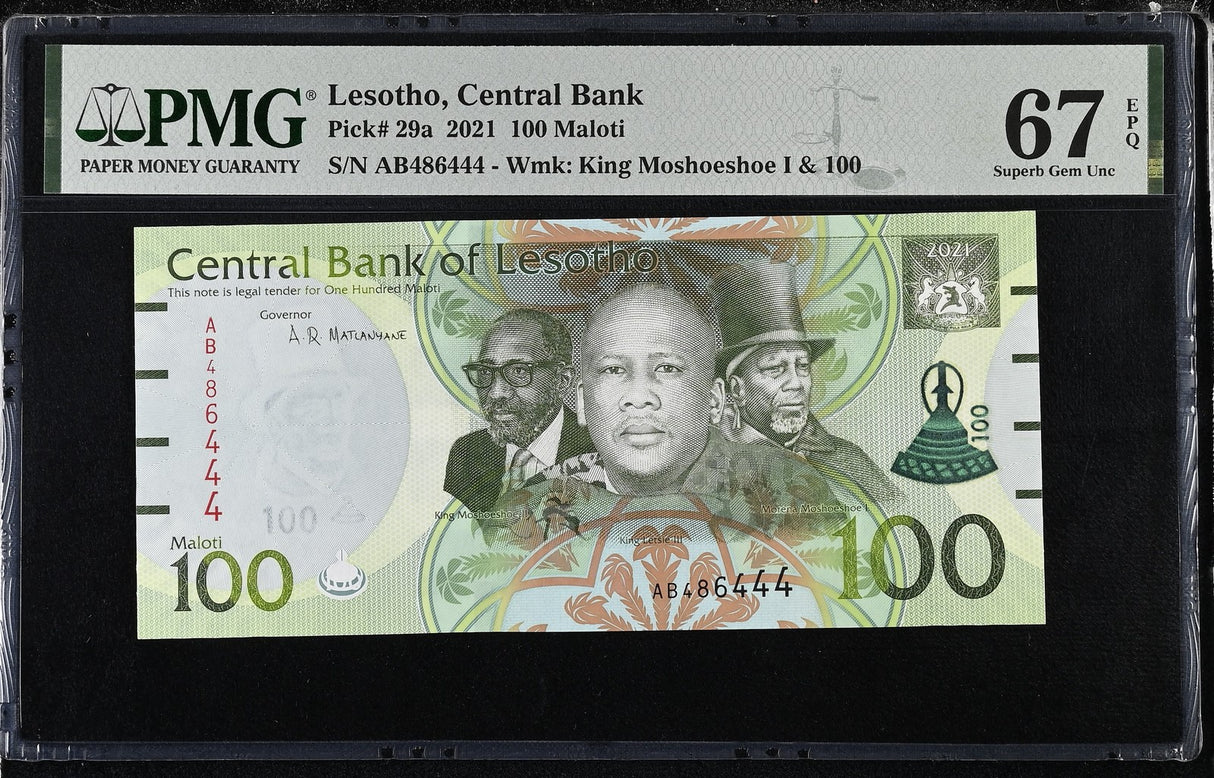 PMG®
PAPER MONEY GUARANTY
Lesotho, Central Bank
Pick# 29a 2021 100 Maloti
S/N AB486444 - Wmk: King Moshoeshoe I & 100
67
EPQ
Superb Gem Unc
Central Bank of Lesotho
This note is legal tender for One Hundred Maloti
Governor
A.R. MATLANYANE
2021
AB486444
100
100
King Moshoeshoe II
King Letsie III
Morena Moshoeshoe I
Maloti
100
AB486444
100